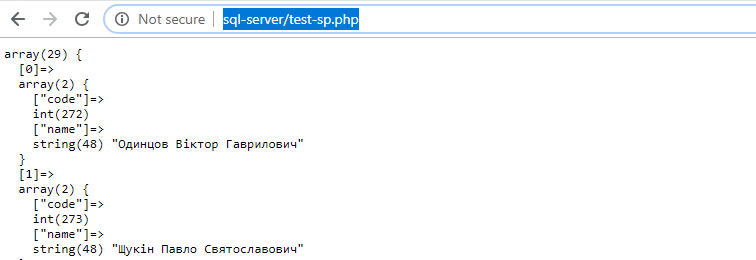 Not secure | sql-server/test-sp.php
array(29) {
  [0]=>
  array(2) {
    ["code"]=>
    int(272)
    ["name"]=>
    string(48) "Одинцов Віктор Гаврилович"
  }
  [1]=>
  array(2) {
    ["code"]=>
    int(273)
    ["name"]=>
    string(48) "Щукін Павло Святославович"